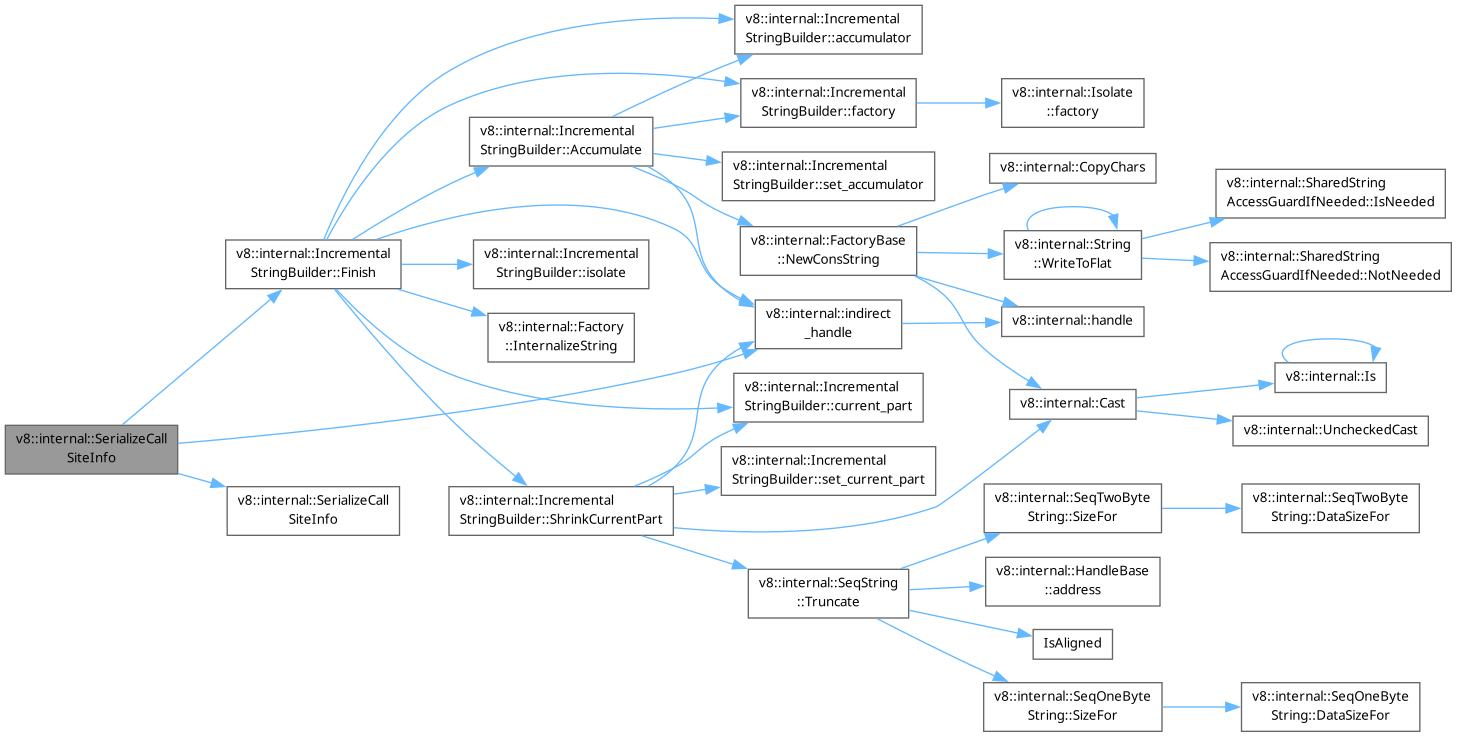 v8::internal::SerializeCall
SiteInfo
v8::internal::Incremental
StringBuilder::Finish
v8::internal::SerializeCall
SiteInfo
v8::internal::Incremental
StringBuilder::Accumulate
v8::internal::Incremental
StringBuilder::isolate
v8::internal::Factory
::InternalizeString
v8::internal::Incremental
StringBuilder::ShrinkCurrentPart
v8::internal::Incremental
StringBuilder::accumulator
v8::internal::Incremental
StringBuilder::factory
v8::internal::Incremental
StringBuilder::set_accumulator
v8::internal::FactoryBase
::NewConsString
v8::internal::indirect
_handle
v8::internal::Incremental
StringBuilder::current_part
v8::internal::Incremental
StringBuilder::set_current_part
v8::internal::SeqString
::Truncate
v8::internal::Isolate
::factory
v8::internal::CopyChars
v8::internal::String
::WriteToFlat
v8::internal::handle
v8::internal::Cast
v8::internal::SeqTwoByte
String::SizeFor
v8::internal::HandleBase
::address
IsAligned
v8::internal::SeqOneByte
String::SizeFor
v8::internal::SharedString
AccessGuardIfNeeded::IsNeeded
v8::internal::SharedString
AccessGuardIfNeeded::NotNeeded
v8::internal::Is
v8::internal::UncheckedCast
v8::internal::SeqTwoByte
String::DataSizeFor
v8::internal::SeqOneByte
String::DataSizeFor